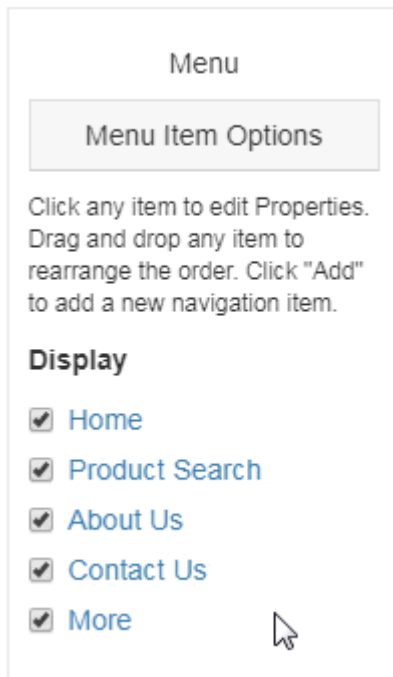 Menu
Menu Item Options
Click any item to edit Properties.
Drag and drop any item to
rearrange the order. Click "Add"
to add a new navigation item.
Display
Home
Product Search
About Us
Contact Us
More